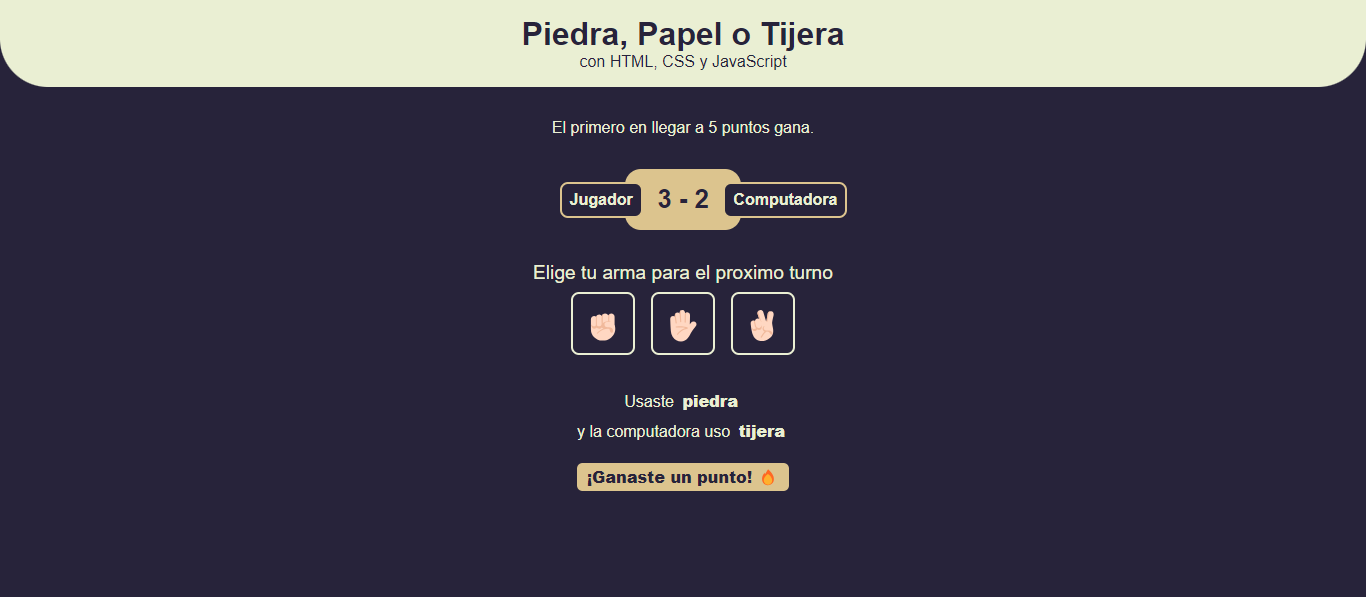 Piedra, Papel o Tijera
con HTML, CSS y JavaScript
El primero en llegar a 5 puntos gana.
Jugador 3 - 2 Computadora
Elige tu arma para el proximo turno
Usaste piedra
y la computadora uso tijera
¡Ganaste un punto! 🔥